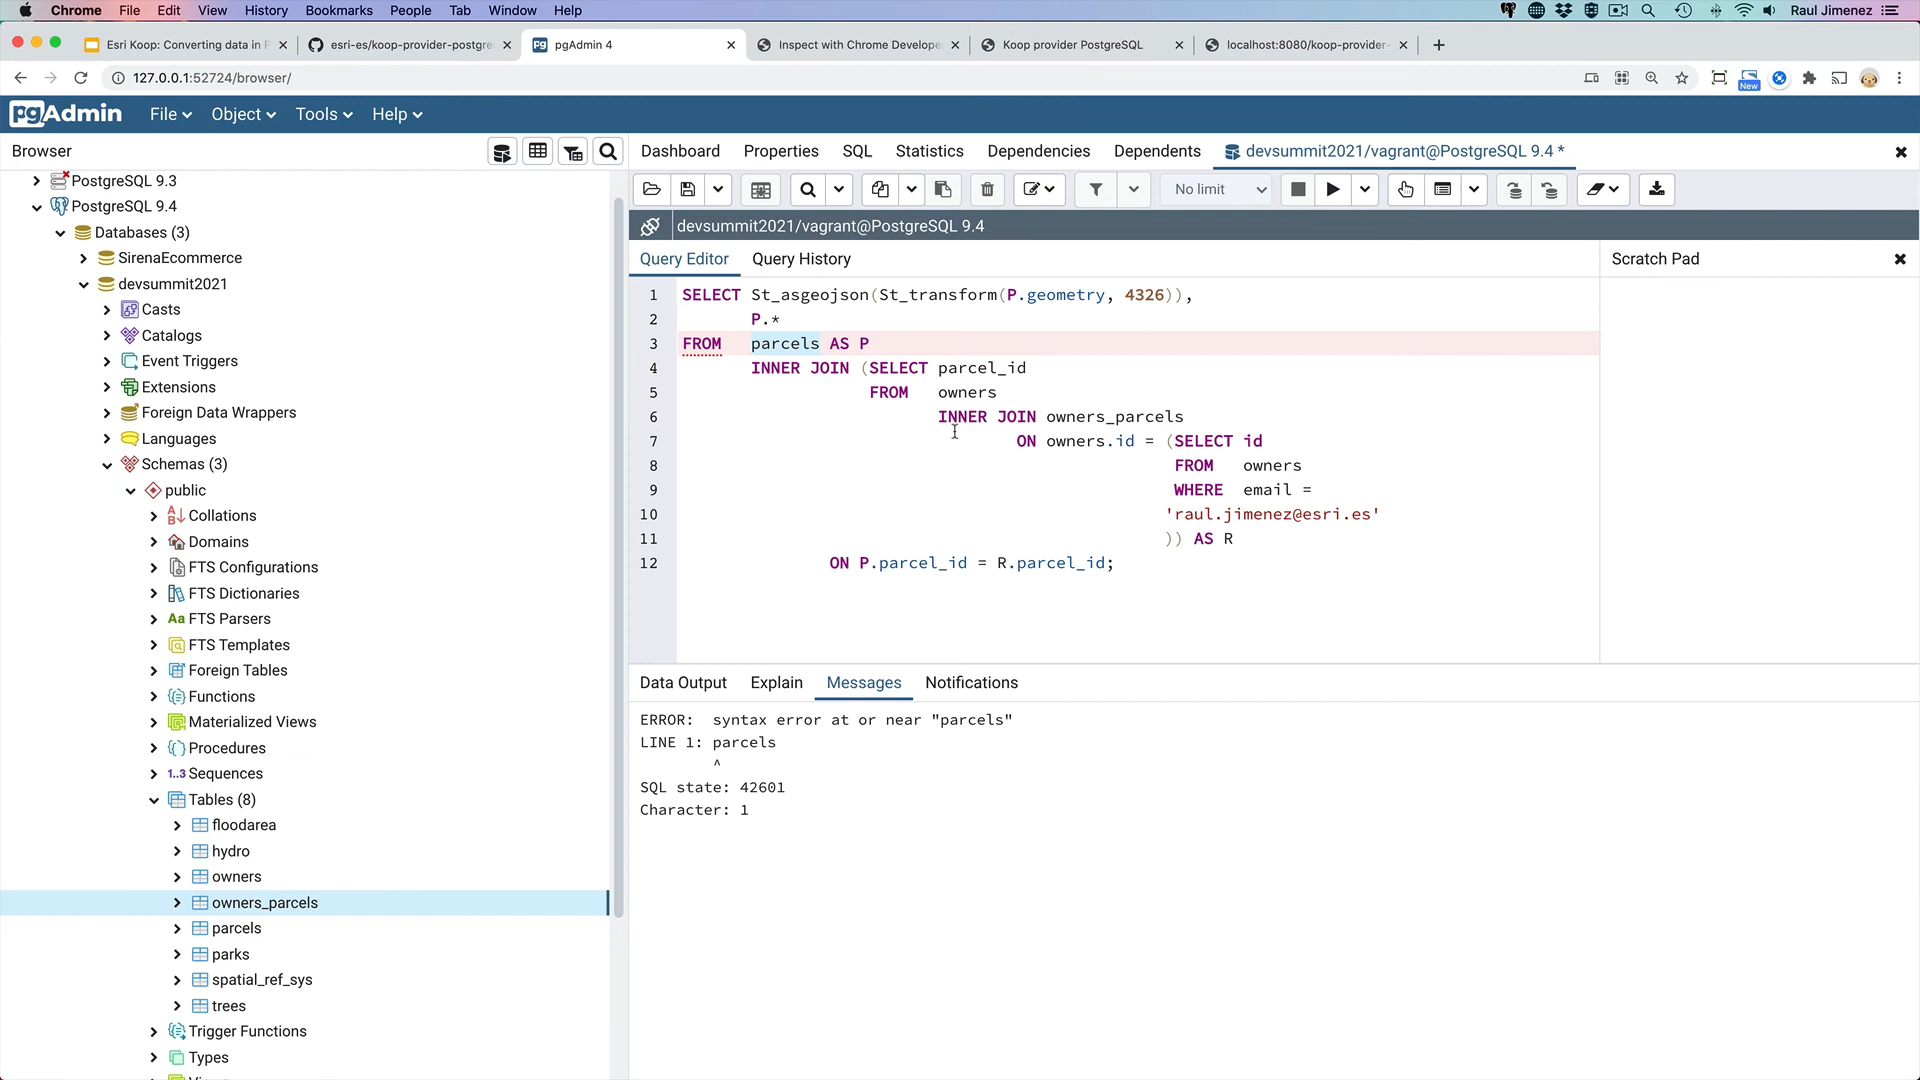 Chrome File Edit View History Bookmarks People Tab Window Help Raul Jimenez
Esri Koop: Converting data in P
esri-es/koop-provider-postgre
pgAdmin 4
Inspect with Chrome Develope
Koop provider PostgreSQL
localhost:8080/koop-provider-
127.0.0.1:52724/browser/
New
pgAdmin File Object Tools Help
Browser
Dashboard Properties SQL Statistics Dependencies Dependents devsummit2021/vagrant@PostgreSQL 9.4 *
No limit
devsummit2021/vagrant@PostgreSQL 9.4
Query Editor Query History
Scratch Pad
PostgreSQL 9.3
PostgreSQL 9.4
Databases (3)
SirenaEcommerce
devsummit2021
Casts
Catalogs
Event Triggers
Extensions
Foreign Data Wrappers
Languages
Schemas (3)
public
Collations
Domains
FTS Configurations
FTS Dictionaries
Aa FTS Parsers
FTS Templates
Foreign Tables
Functions
Materialized Views
Procedures
1..3 Sequences
Tables (8)
floodarea
hydro
owners
owners_parcels
parcels
parks
spatial_ref_sys
trees
Trigger Functions
Types
1 SELECT St_asgeojson(St_transform(P.geometry, 4326)),
2 P.*
3 FROM parcels AS P
4 INNER JOIN (SELECT parcel_id
5 FROM owners
6 INNER JOIN owners_parcels
7 ON owners.id = (SELECT id
8 FROM owners
9 WHERE email =
10 'raul.jimenez@esri.es'
11 )) AS R
12 ON P.parcel_id = R.parcel_id;
Data Output Explain Messages Notifications
ERROR: syntax error at or near "parcels"
LINE 1: parcels
^
SQL state: 42601
Character: 1